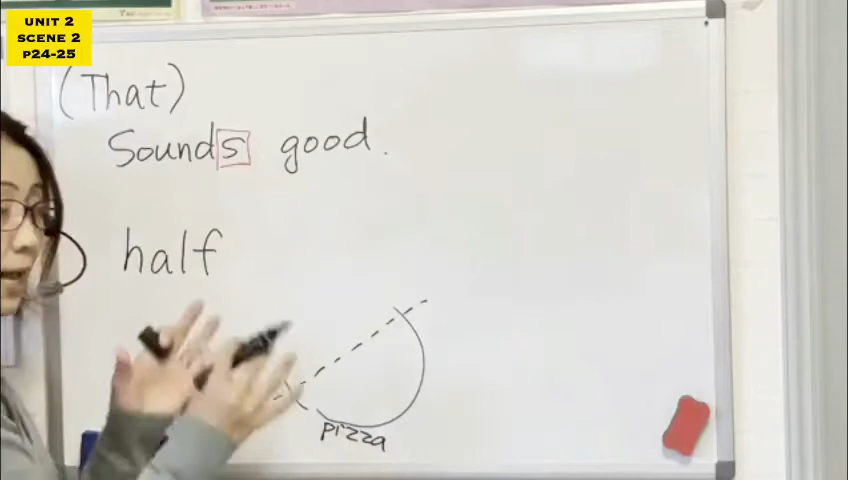 UNIT 2
SCENE 2
P24-25
(That)
Sounds good.
half
pizza